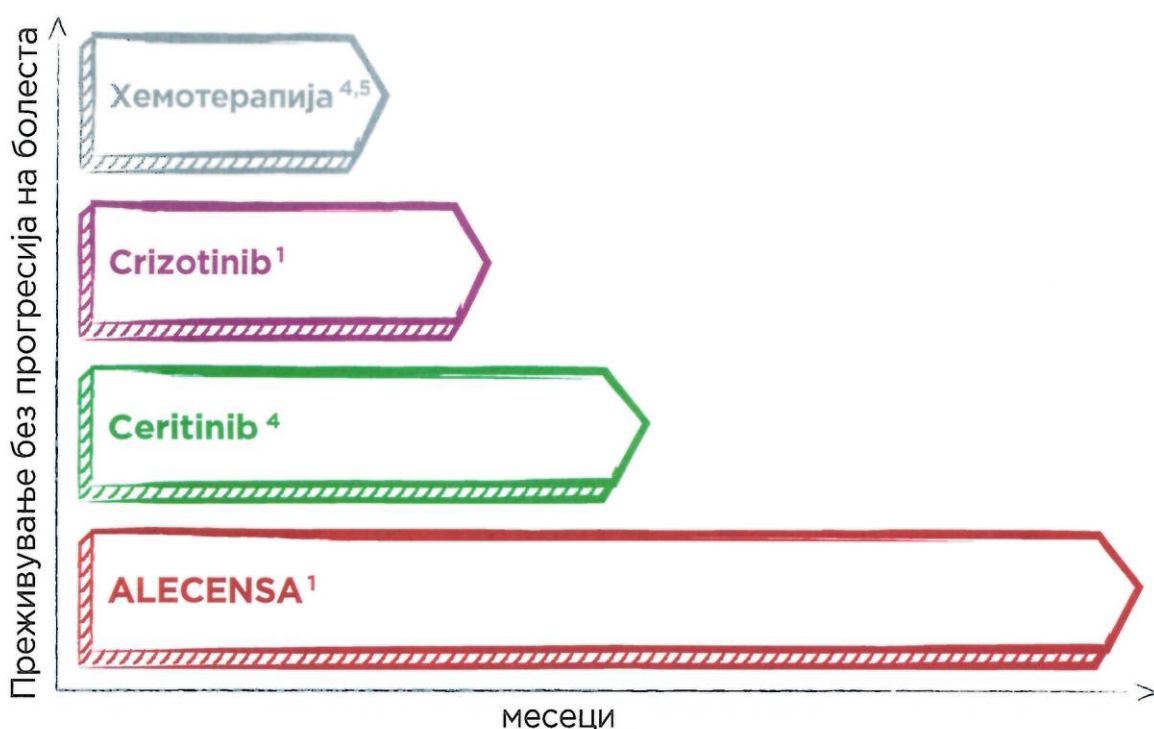 Преживување без прогресија на болеста
Хемотерапија 4,5
Crizotinib 1
Ceritinib 4
ALECENSA 1
месеци